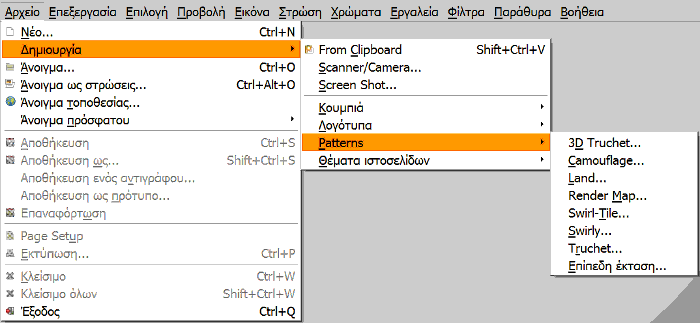 Αρχείο Επεξεργασία Επιλογή Προβολή Εικόνα Στρώση Χρώματα Εργαλεία Φίλτρα Παράθυρα Βοήθεια
Νέο... Ctrl+N
Δημιουργία
Άνοιγμα... Ctrl+O
Άνοιγμα ως στρώσεις... Ctrl+Alt+O
Άνοιγμα τοποθεσίας...
Άνοιγμα πρόσφατου
Αποθήκευση Ctrl+S
Αποθήκευση ως... Shift+Ctrl+S
Αποθήκευση ενός αντιγράφου...
Αποθήκευση ως πρότυπο...
Επαναφόρτωση
Page Setup
Εκτύπωση... Ctrl+P
Κλείσιμο Ctrl+W
Κλείσιμο όλων Shift+Ctrl+W
Έξοδος Ctrl+Q
From Clipboard Shift+Ctrl+V
Scanner/Camera...
Screen Shot...
Κουμπιά
Λογότυπα
Patterns
Θέματα ιστοσελίδων
3D Truchet...
Camouflage...
Land...
Render Map...
Swirl-Tile...
Swirly...
Truchet...
Επίπεδη έκταση...